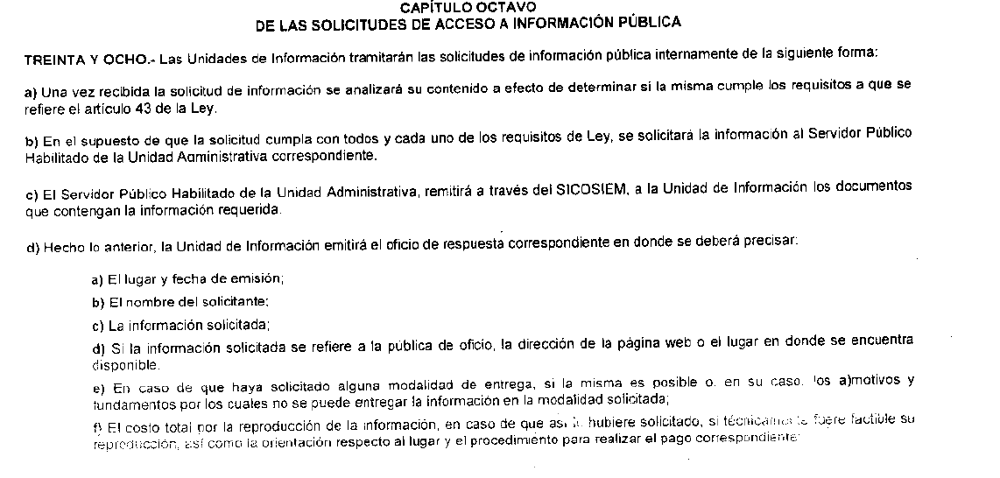 CAPÍTULO OCTAVO
DE LAS SOLICITUDES DE ACCESO A INFORMACIÓN PÚBLICA
TREINTA Y OCHO.- Las Unidades de Información tramitarán las solicitudes de información pública internamente de la siguiente forma:
a) Una vez recibida la solicitud de información se analizará su contenido a efecto de determinar si la misma cumple los requisitos a que se
refiere el artículo 43 de la Ley.
b) En el supuesto de que la solicitud cumpla con todos y cada uno de los requisitos de Ley, se solicitará la información al Servidor Público
Habilitado de la Unidad Administrativa correspondiente.
c) El Servidor Público Habilitado de la Unidad Administrativa, remitirá a través del SICOSIEM, a la Unidad de Información los documentos
que contengan la información requerida.
d) Hecho lo anterior, la Unidad de Información emitirá el oficio de respuesta correspondiente en donde se deberá precisar:
a) El lugar y fecha de emisión;
b) El nombre del solicitante;
c) La información solicitada;
d) Si la información solicitada se refiere a la pública de oficio, la dirección de la página web o el lugar en donde se encuentra
disponible.
e) En caso de que haya solicitado alguna modalidad de entrega, si la misma es posible o. en su caso. los a)motivos y
fundamentos por los cuales no se puede entregar la información en la modalidad solicitada;
f) El costo total por la reproducción de la información, en caso de que así lo hubiere solicitado, si técnicamente fuere factible su
reproducción, así como la orientación respecto al lugar y el procedimiento para realizar el pago correspondiente